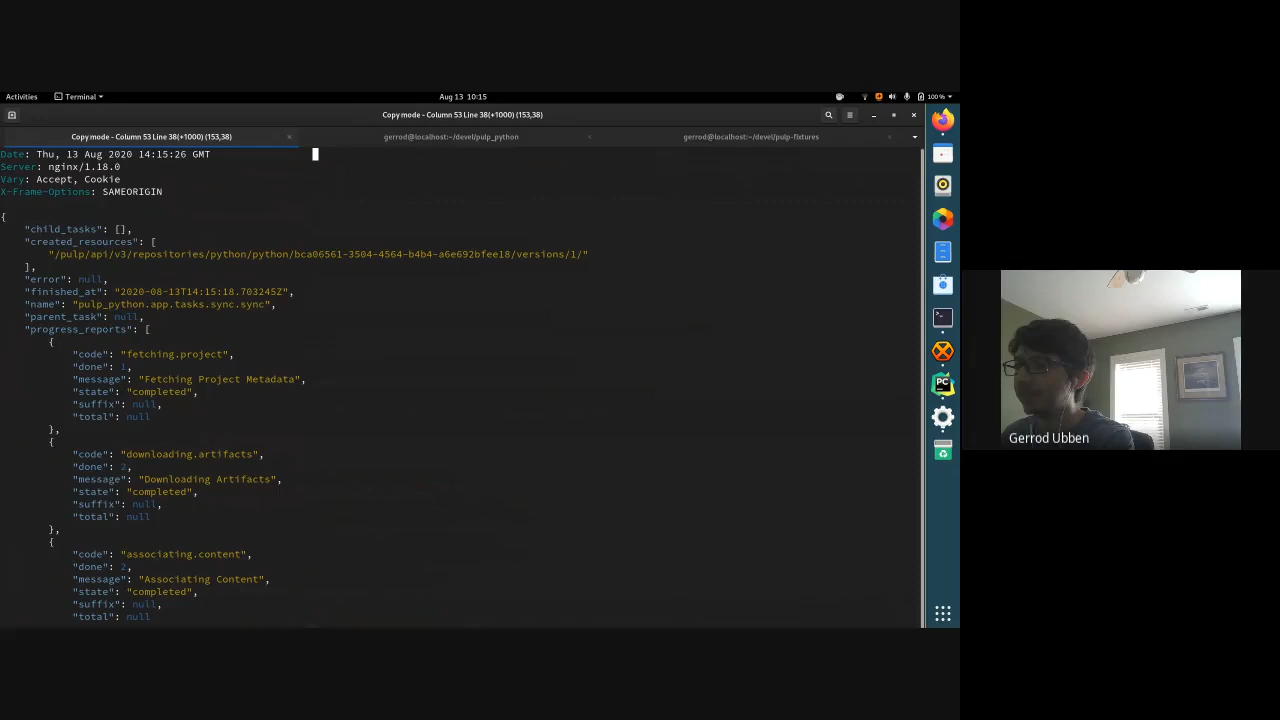 Activities
Terminal
Aug 13 10:15
100 %
Copy mode - Column 53 Line 38(+1000) (153,38)
Copy mode - Column 53 Line 38(+1000) (153,38)
gerrod@localhost:~/devel/pulp_python
gerrod@localhost:~/devel/pulp-fixtures
Date: Thu, 13 Aug 2020 14:15:26 GMT
Server: nginx/1.18.0
Vary: Accept, Cookie
X-Frame-Options: SAMEORIGIN
{
"child_tasks": [],
"created_resources": [
"/pulp/api/v3/repositories/python/python/bca06561-3504-4564-b4b4-a6e692bfee18/versions/1/"
],
"error": null,
"finished_at": "2020-08-13T14:15:18.703245Z",
"name": "pulp_python.app.tasks.sync.sync",
"parent_task": null,
"progress_reports": [
{
"code": "fetching.project",
"done": 1,
"message": "Fetching Project Metadata",
"state": "completed",
"suffix": null,
"total": null
},
{
"code": "downloading.artifacts",
"done": 2,
"message": "Downloading Artifacts",
"state": "completed",
"suffix": null,
"total": null
},
{
"code": "associating.content",
"done": 2,
"message": "Associating Content",
"state": "completed",
"suffix": null,
"total": null
PC
Gerrod Ubben